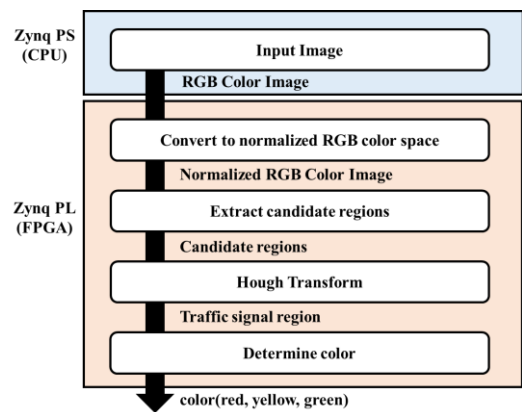 Zynq PS
(CPU)
Input Image
RGB Color Image
Convert to normalized RGB color space
Normalized RGB Color Image
Zynq PL
(FPGA)
Extract candidate regions
Candidate regions
Hough Transform
Traffic signal region
Determine color
color(red, yellow, green)